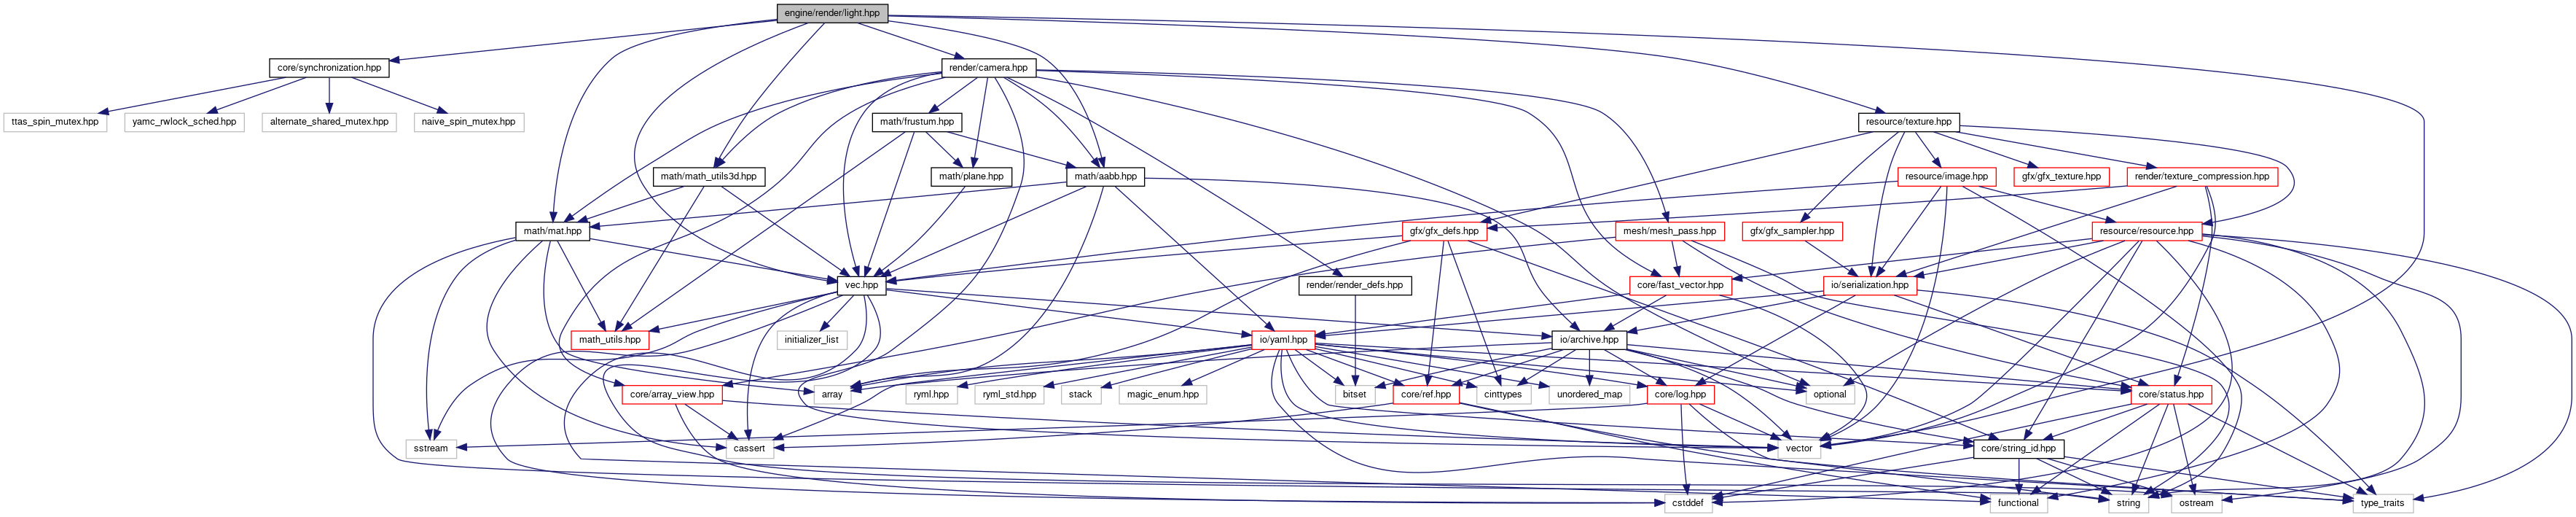 engine/render/light.hpp
core/synchronization.hpp
render/camera.hpp
ttas_spin_mutex.hpp
yamc_rwlock_sched.hpp
alternate_shared_mutex.hpp
naive_spin_mutex.hpp
math/frustum.hpp
resource/texture.hpp
math/math_utils3d.hpp
math/plane.hpp
math/aabb.hpp
resource/image.hpp
gfx/gfx_texture.hpp
render/texture_compression.hpp
math/mat.hpp
gfx/gfx_defs.hpp
mesh/mesh_pass.hpp
gfx/gfx_sampler.hpp
resource/resource.hpp
vec.hpp
render/render_defs.hpp
core/fast_vector.hpp
io/serialization.hpp
math_utils.hpp
initializer_list
io/yaml.hpp
io/archive.hpp
core/array_view.hpp
array
ryml.hpp
ryml_std.hpp
stack
magic_enum.hpp
bitset
core/ref.hpp
cinttypes
unordered_map
core/log.hpp
optional
core/status.hpp
sstream
cassert
vector
core/string_id.hpp
cstddef
functional
string
ostream
type_traits